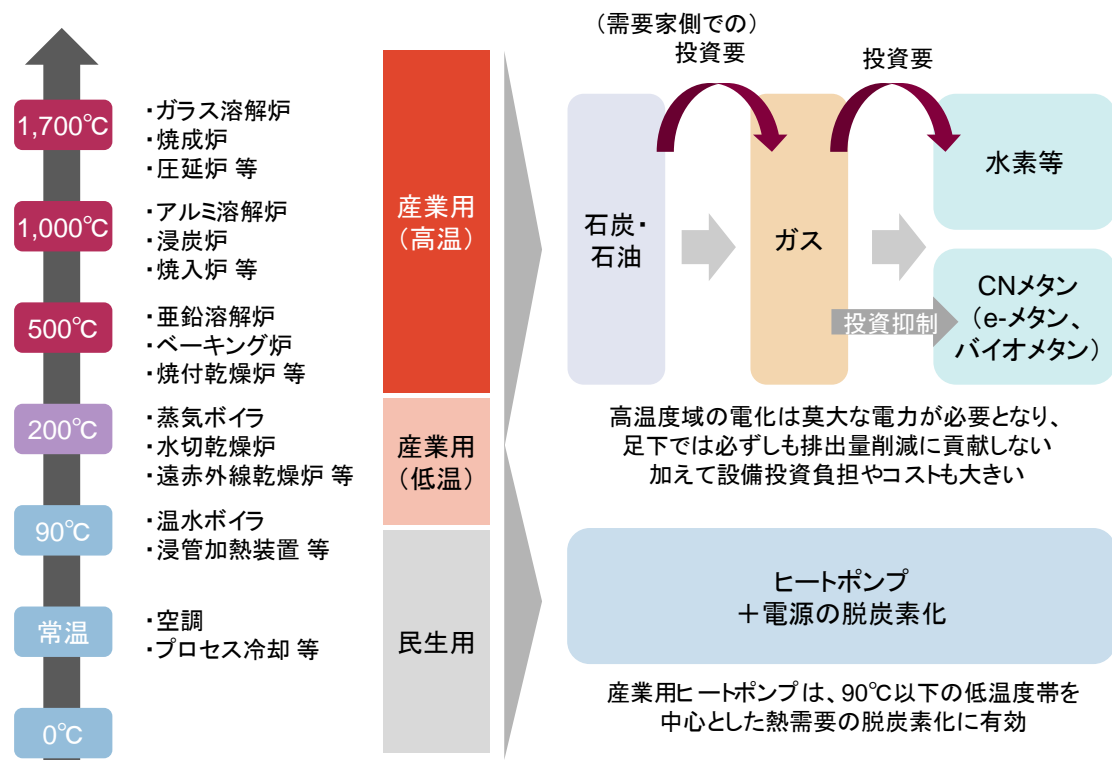 1,700℃
・ガラス溶解炉
・焼成炉
・圧延炉 等
1,000℃
・アルミ溶解炉
・浸炭炉
・焼入炉 等
500℃
・亜鉛溶解炉
・ベーキング炉
・焼付乾燥炉 等
200℃
・蒸気ボイラ
・水切乾燥炉
・遠赤外線乾燥炉 等
90℃
・温水ボイラ
・浸管加熱装置 等
常温
・空調
・プロセス冷却 等
0℃
産業用
（高温）
産業用
（低温）
民生用
（需要家側での）
投資要
投資要
石炭・
石油
ガス
水素等
投資抑制
CNメタン
（e-メタン、
バイオメタン）
高温度域の電化は莫大な電力が必要となり、
足下では必ずしも排出量削減に貢献しない
加えて設備投資負担やコストも大きい
ヒートポンプ
＋電源の脱炭素化
産業用ヒートポンプは、90℃以下の低温度帯を
中心とした熱需要の脱炭素化に有効